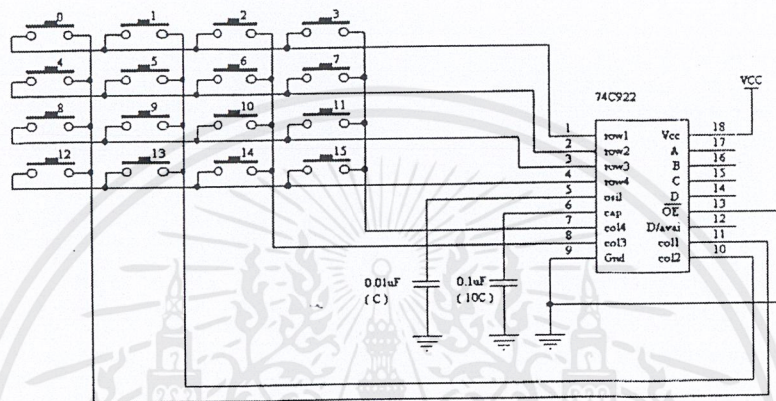 0 1 2 3
4 5 6 7
8 9 10 11
12 13 14 15
VCC
74C922
1 row1 Vcc 18
2 row2 A 17
3 row3 B 16
4 row4 C 15
5 osil D 14
6 cap OE 13
7 col4 D/avai 12
8 col3 col1 11
9 Gnd col2 10
0.01uF
( C )
0.1uF
( 10C )